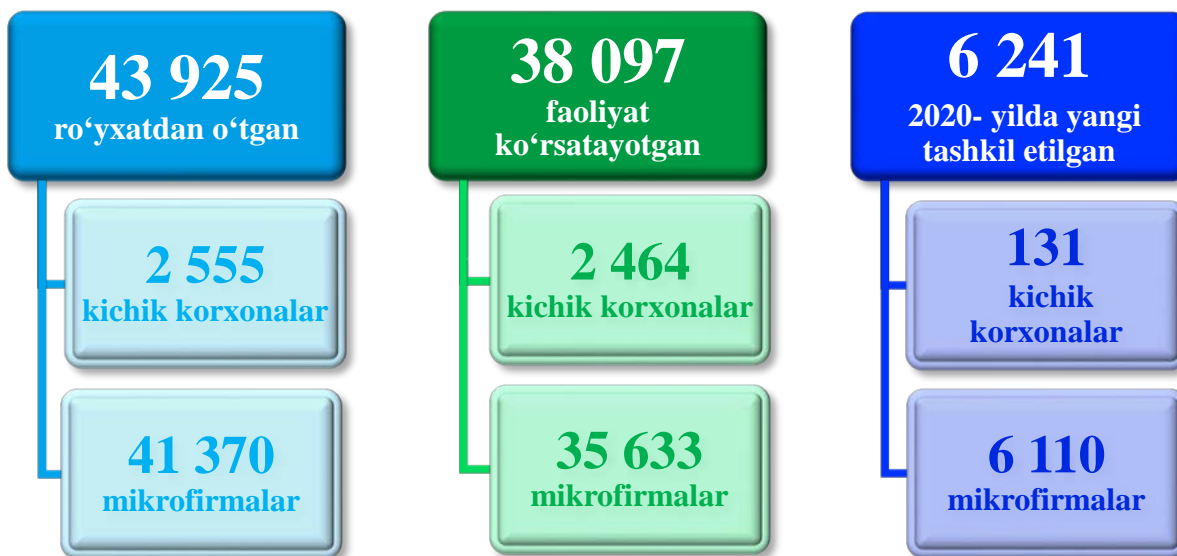 43 925
ro‘yxatdan o‘tgan
2 555
kichik korxonalar
41 370
mikrofirmalar
38 097
faoliyat
ko‘rsatayotgan
2 464
kichik korxonalar
35 633
mikrofirmalar
6 241
2020- yilda yangi
tashkil etilgan
131
kichik
korxonalar
6 110
mikrofirmalar